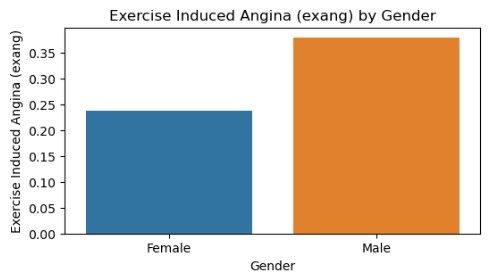 Exercise Induced Angina (exang) by Gender
Exercise Induced Angina (exang)
0.35
0.30
0.25
0.20
0.15
0.10
0.05
0.00
Female Male
Gender